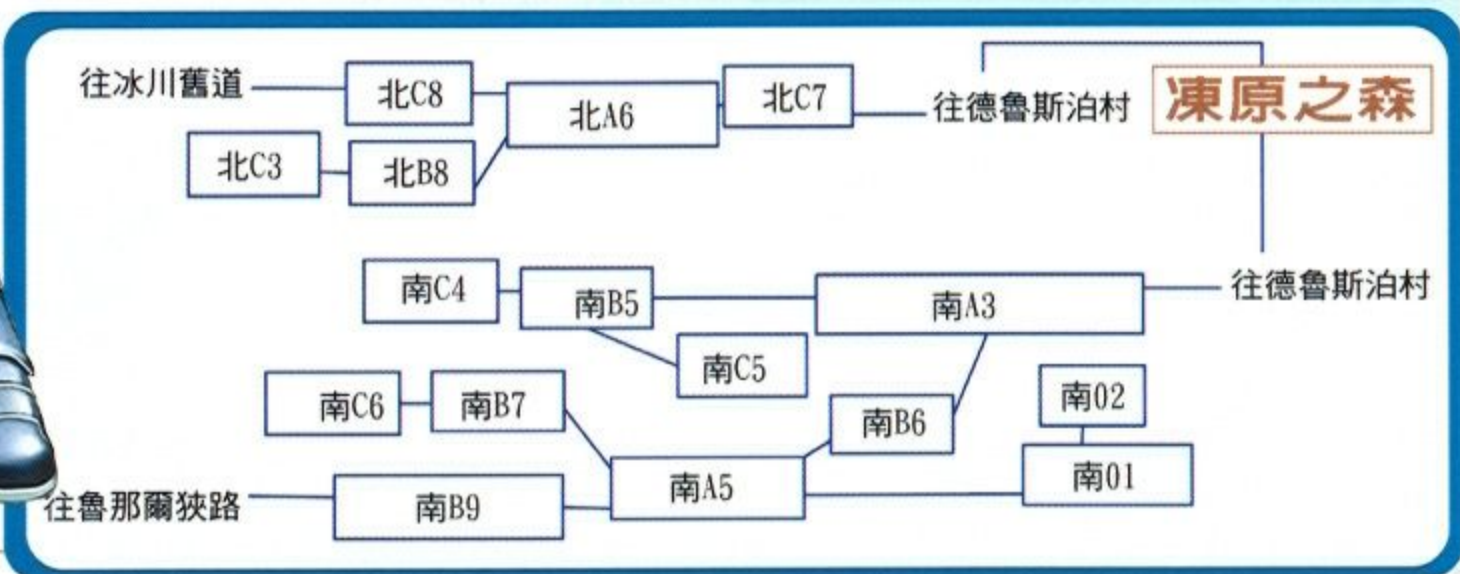 往冰川舊道
北C8
北A6
北C7
往德魯斯泊村
凍原之森
北C3
北B8
南C4
南B5
南A3
往德魯斯泊村
南C5
南C6
南B7
南B6
南02
往魯那爾狹路
南B9
南A5
南01